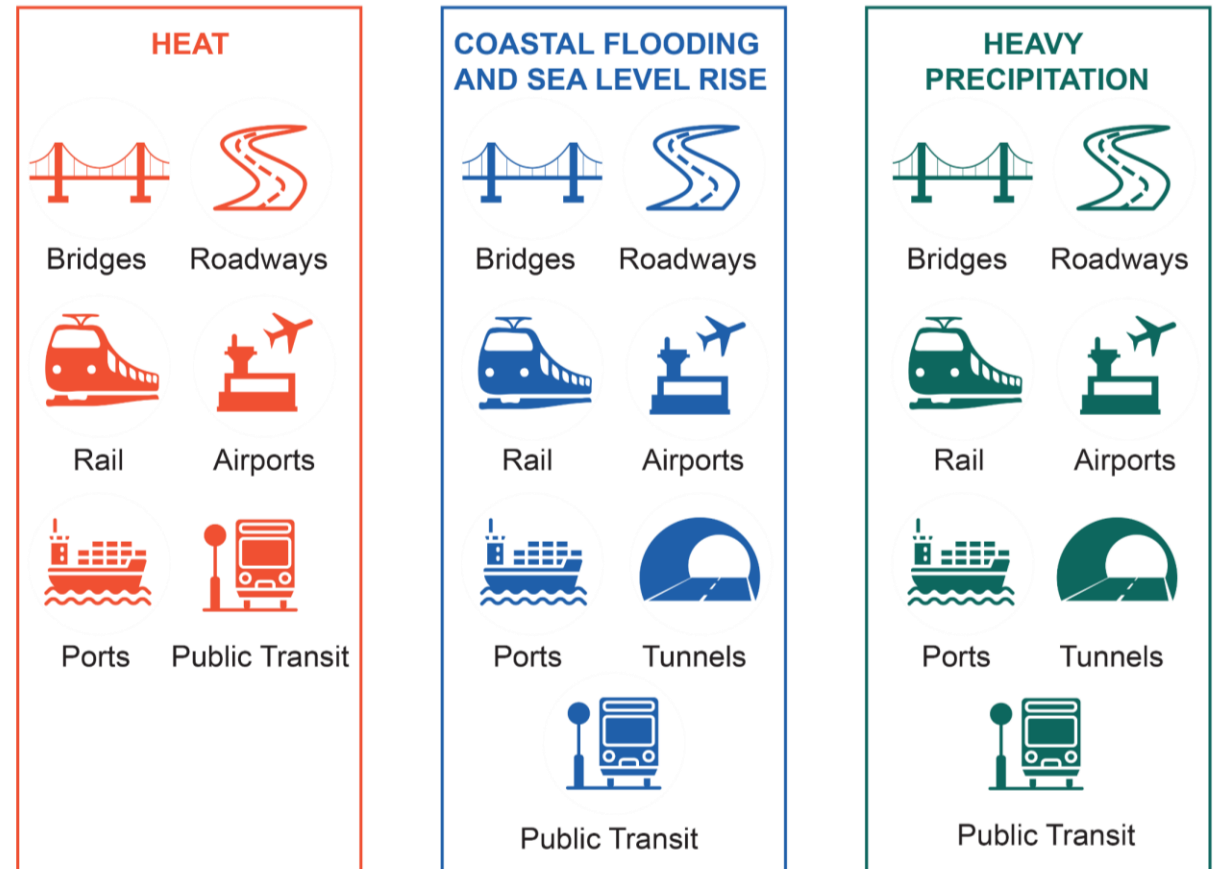 HEAT
Bridges Roadways
Rail Airports
Ports Public Transit
COASTAL FLOODING
AND SEA LEVEL RISE
Bridges Roadways
Rail Airports
Ports Tunnels
Public Transit
HEAVY
PRECIPITATION
Bridges Roadways
Rail Airports
Ports Tunnels
Public Transit